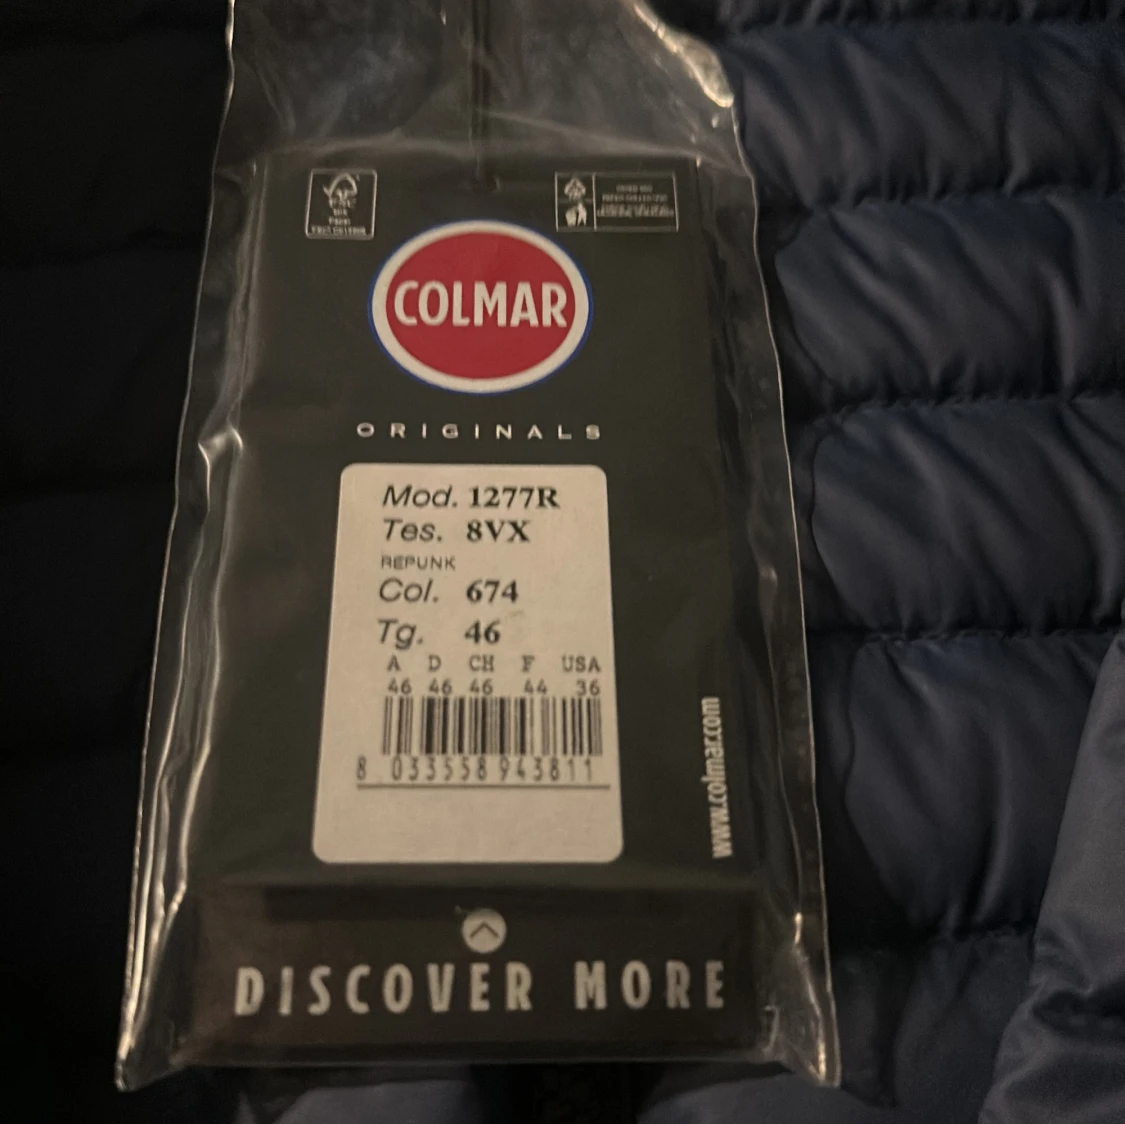 COLMAR
ORIGINALS
Mod. 1277R
Tes. 8VX
REPUNK
Col. 674
Tg. 46
A D CH F USA
46 46 46 44 36
8 033558 943811
www.colmar.com
DISCOVER MORE